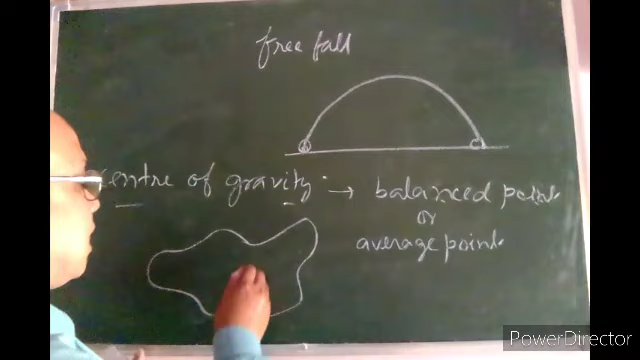 free fall
centre of gravity. → balanced point
or
average point
PowerDirector